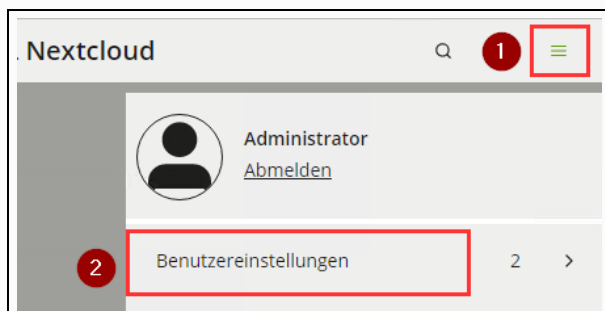 . Nextcloud
1
Administrator
Abmelden
2
Benutzereinstellungen 2